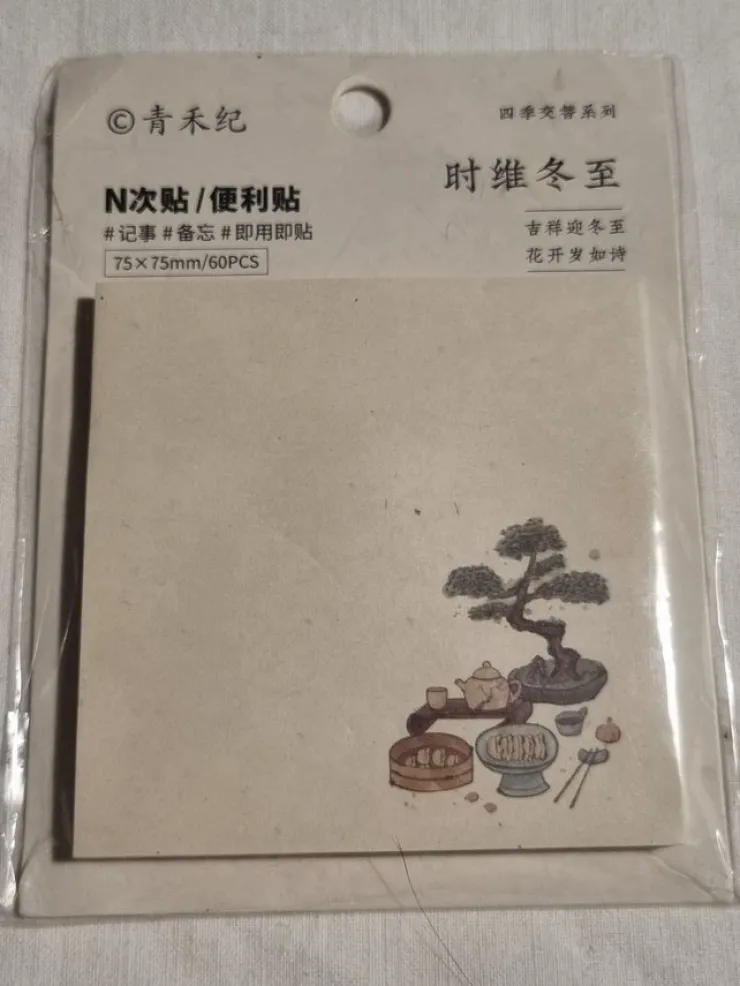 ©青禾纪
四季交替系列
时维冬至
N次贴/便利贴
#记事 #备忘 #即用即贴
75×75mm/60PCS
吉祥迎冬至
花开岁如诗